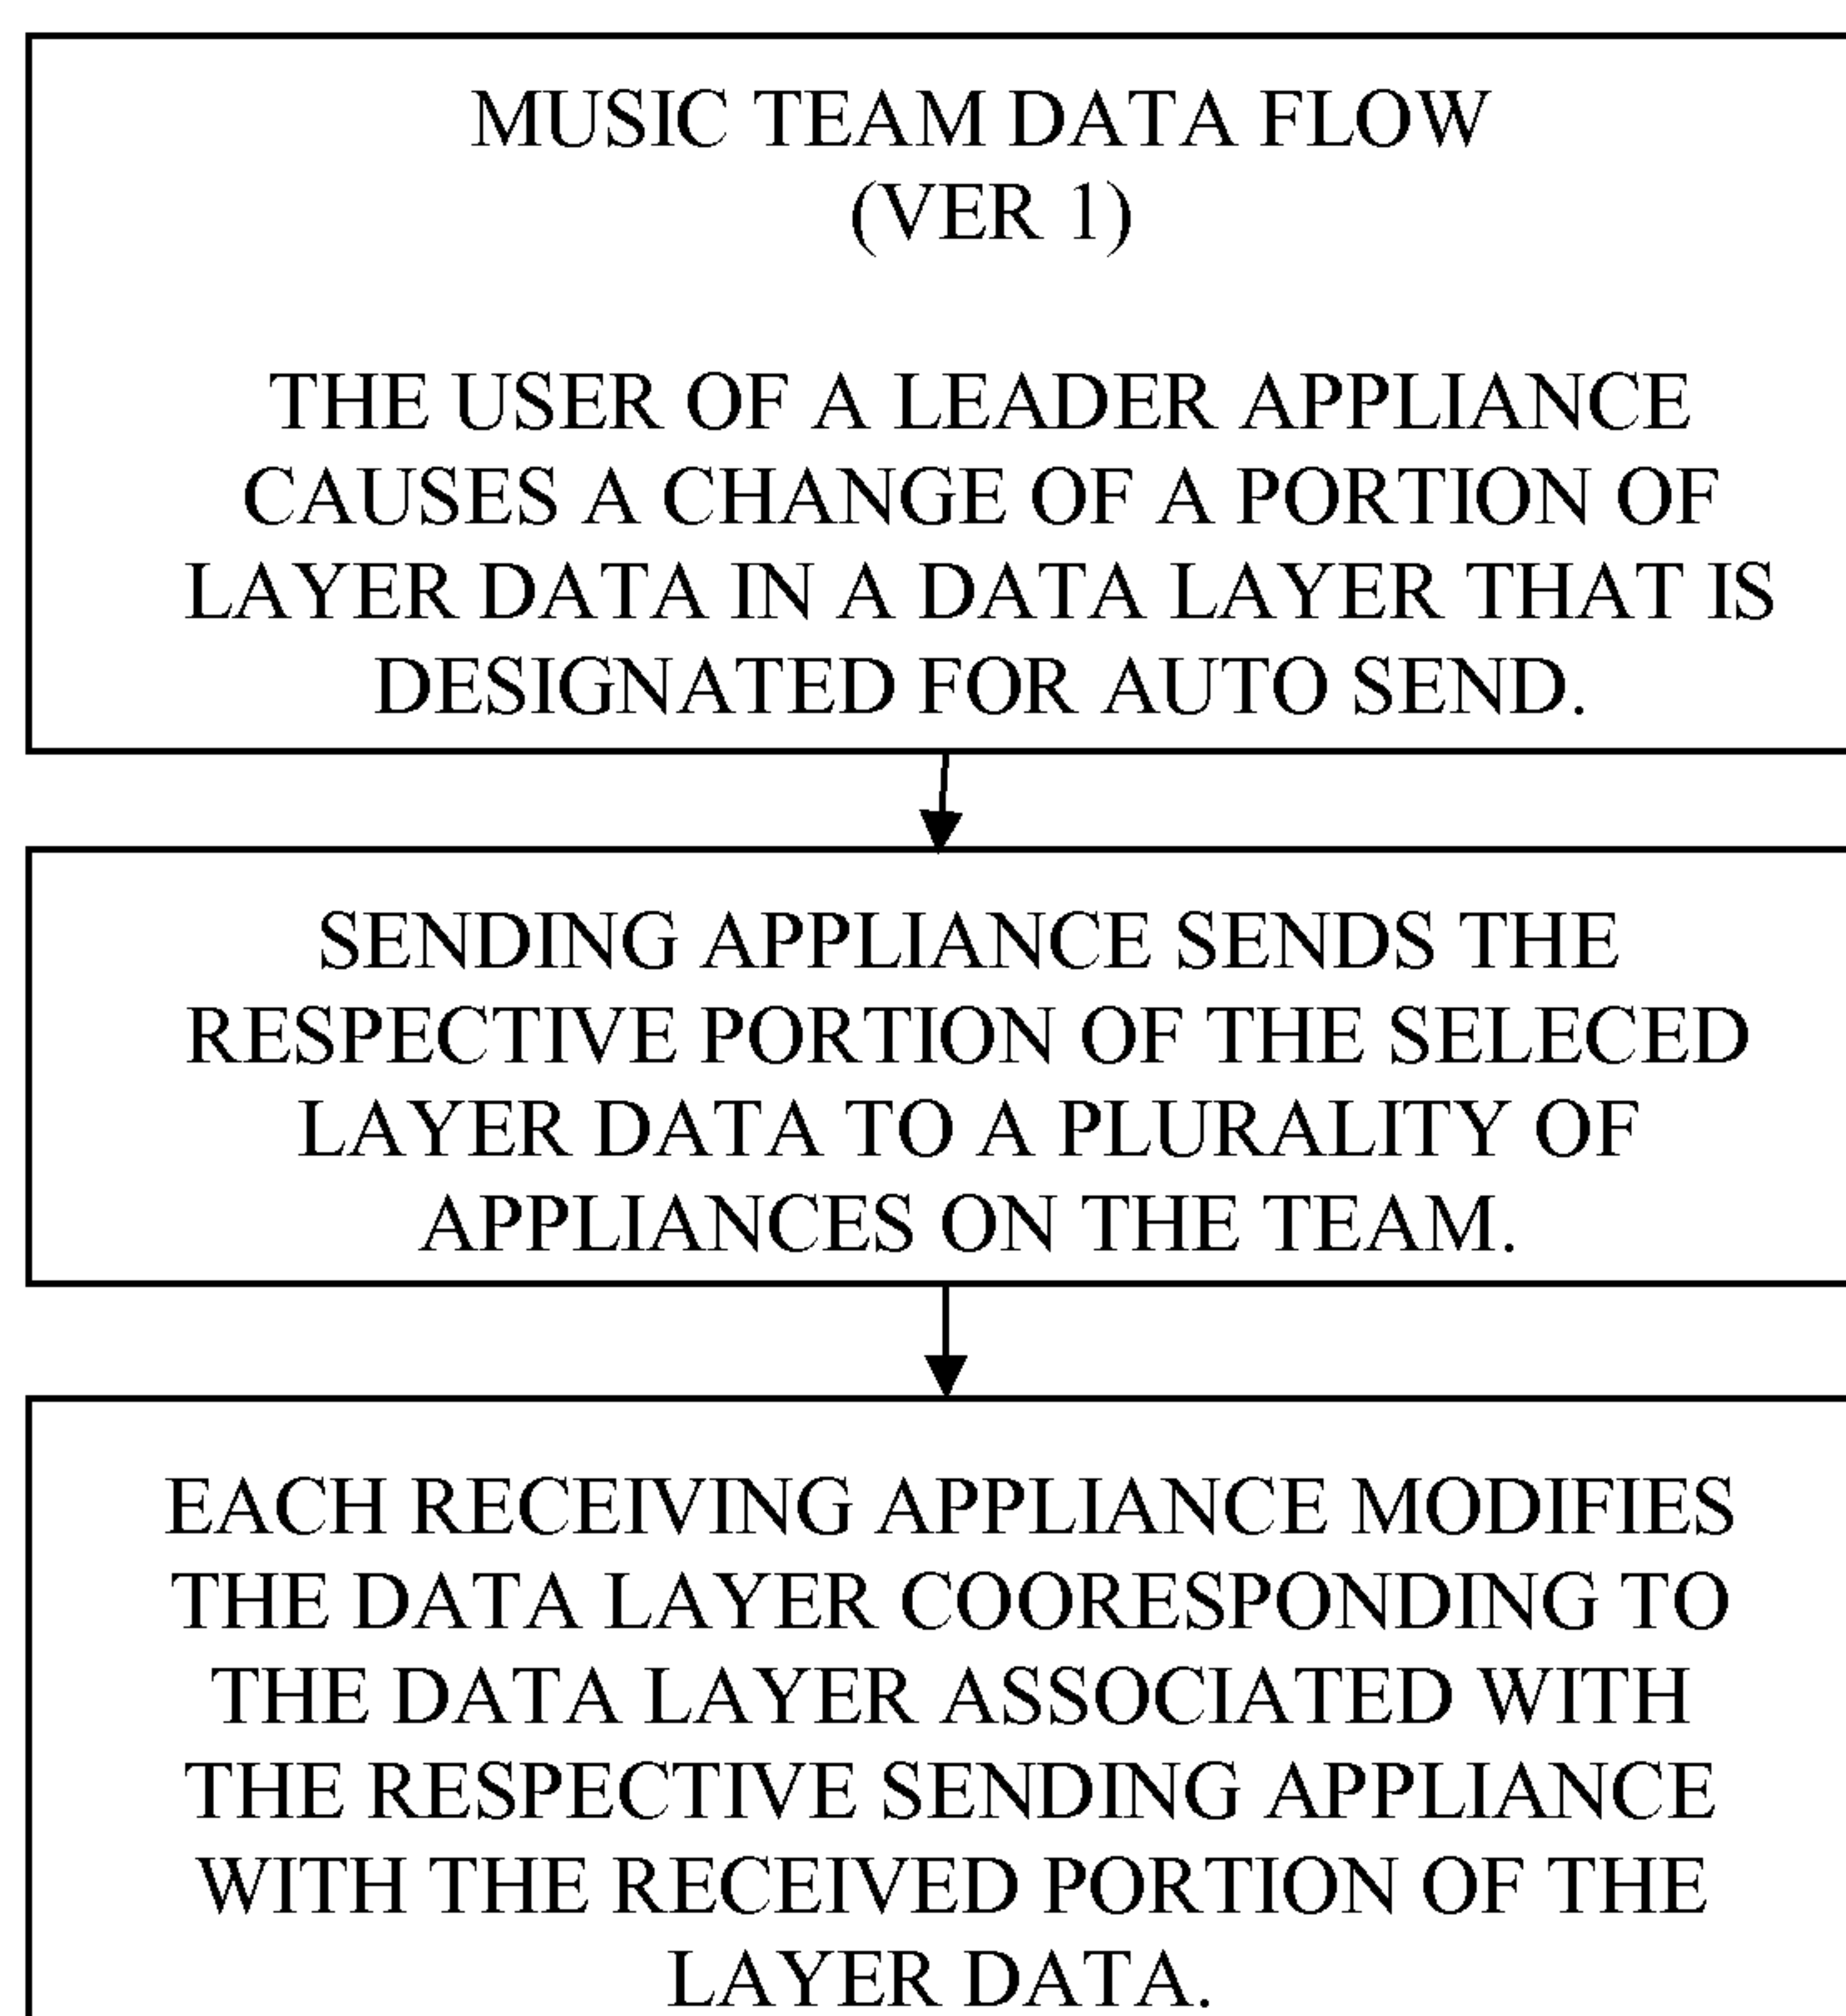 MUSIC TEAM DATA FLOW
(VER 1)
THE USER OF A LEADER APPLIANCE
CAUSES A CHANGE OF A PORTION OF
LAYER DATA IN A DATA LAYER THAT IS
DESIGNATED FOR AUTO SEND.
SENDING APPLIANCE SENDS THE
RESPECTIVE PORTION OF THE SELECED
LAYER DATA TO A PLURALITY OF
APPLIANCES ON THE TEAM.
EACH RECEIVING APPLIANCE MODIFIES
THE DATA LAYER COORESPONDING TO
THE DATA LAYER ASSOCIATED WITH
THE RESPECTIVE SENDING APPLIANCE
WITH THE RECEIVED PORTION OF THE
LAYER DATA.